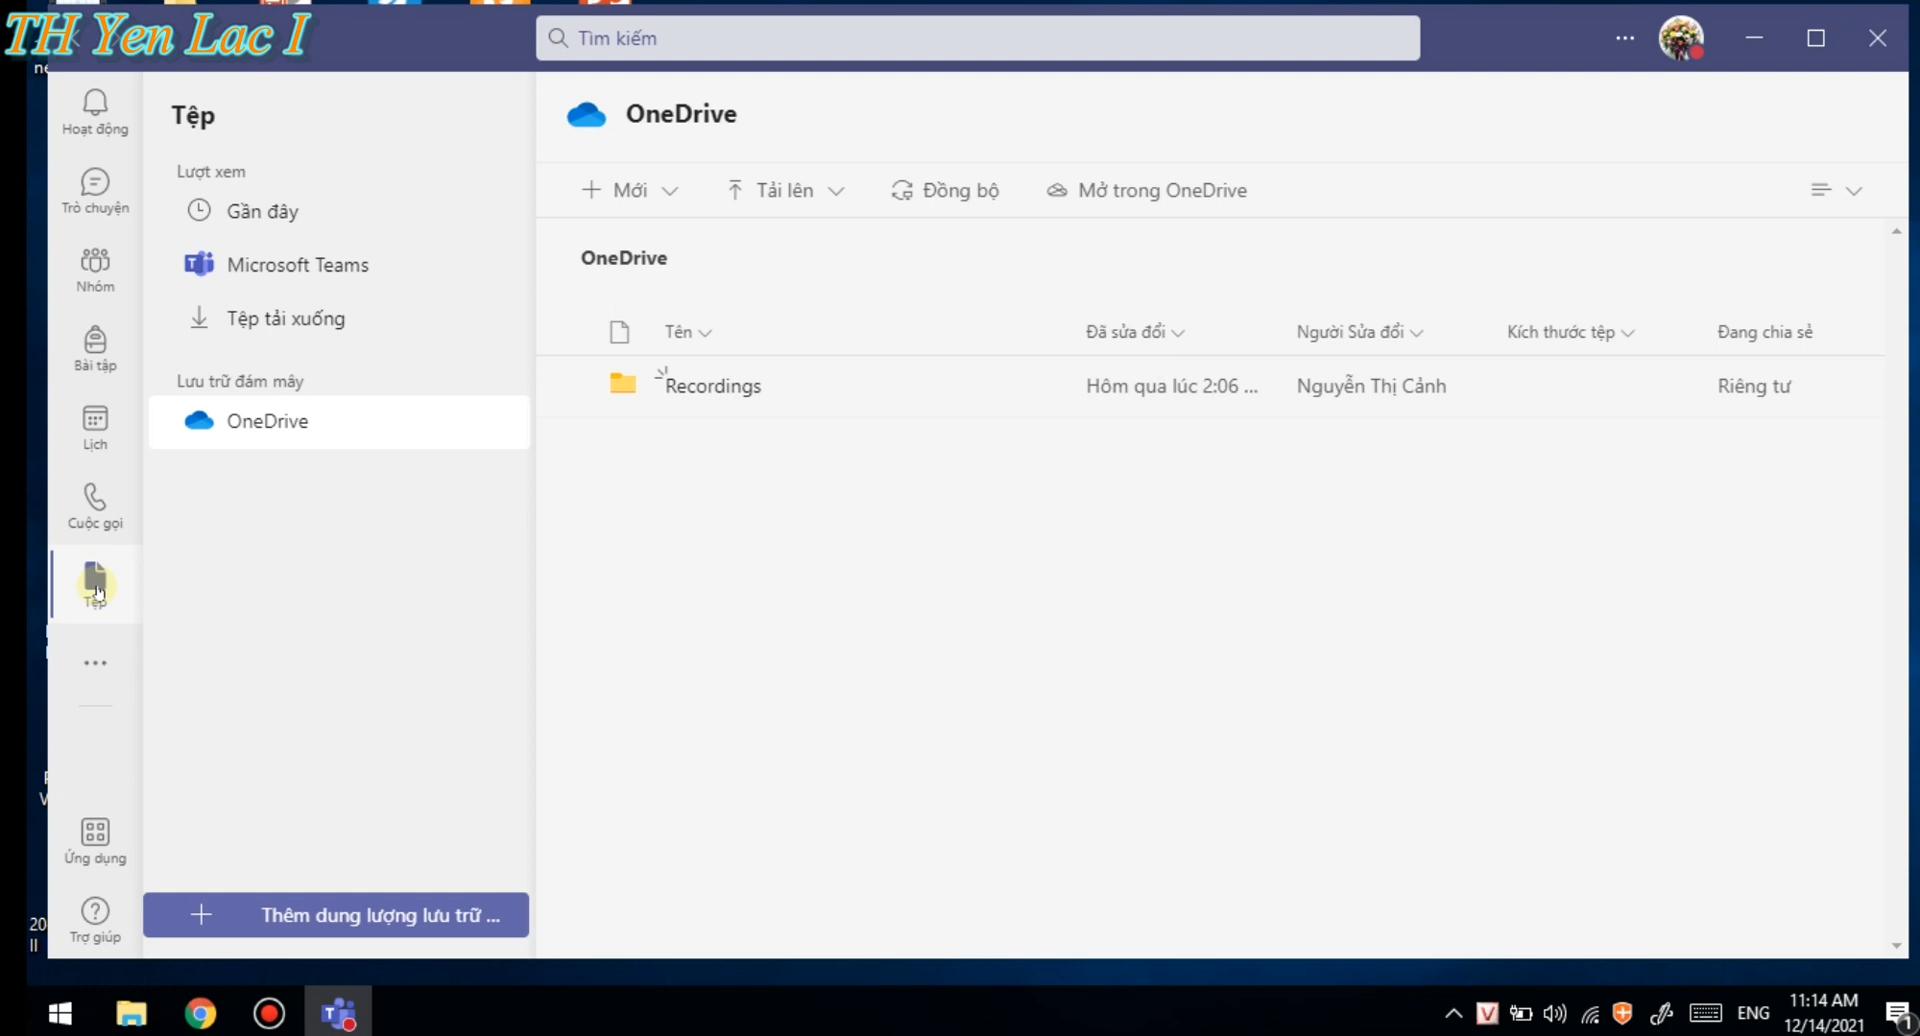 TH Yen Lac I
Tìm kiếm
Hoạt động
Trò chuyện
Nhóm
Bài tập
Lịch
Cuộc gọi
Tệp
Ứng dụng
Trợ giúp
Tệp
Lượt xem
Gần đây
Microsoft Teams
Tệp tải xuống
Lưu trữ đám mây
OneDrive
Thêm dung lượng lưu trữ ...
OneDrive
Mới
Tải lên
Đồng bộ
Mở trong OneDrive
OneDrive
Tên
Đã sửa đổi
Người Sửa đổi
Kích thước tệp
Đang chia sẻ
Recordings
Hôm qua lúc 2:06 ...
Nguyễn Thị Cảnh
Riêng tư
20
II
ENG
11:14 AM
12/14/2021
1